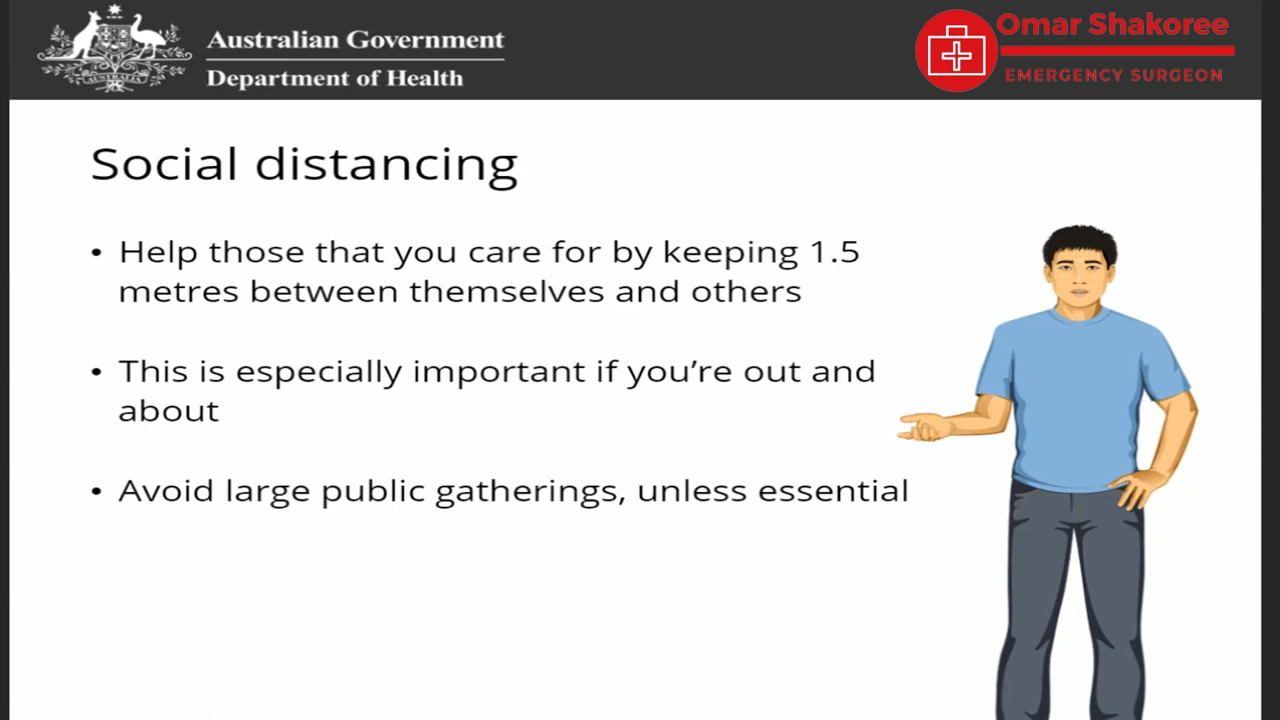 Australian Government
Department of Health
Omar Shakoree
EMERGENCY SURGEON
Social distancing
• Help those that you care for by keeping 1.5
metres between themselves and others
• This is especially important if you’re out and
about
• Avoid large public gatherings, unless essential